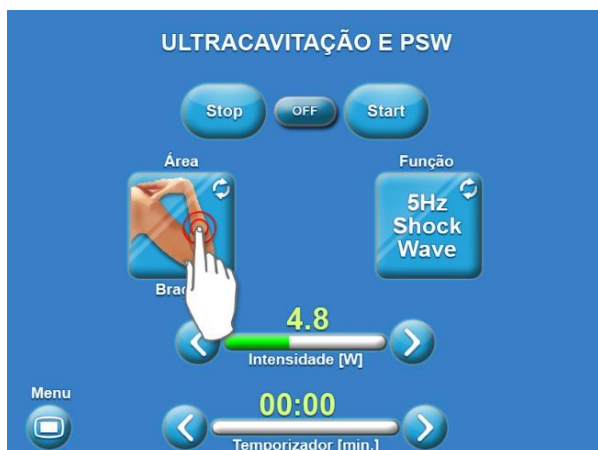 ULTRACAVITAÇÃO E PSW
Stop OFF Start
Área Função
5Hz
Shock
Wave
4.8
Intensidade [W]
Menu
00:00
Temporizador [min.]